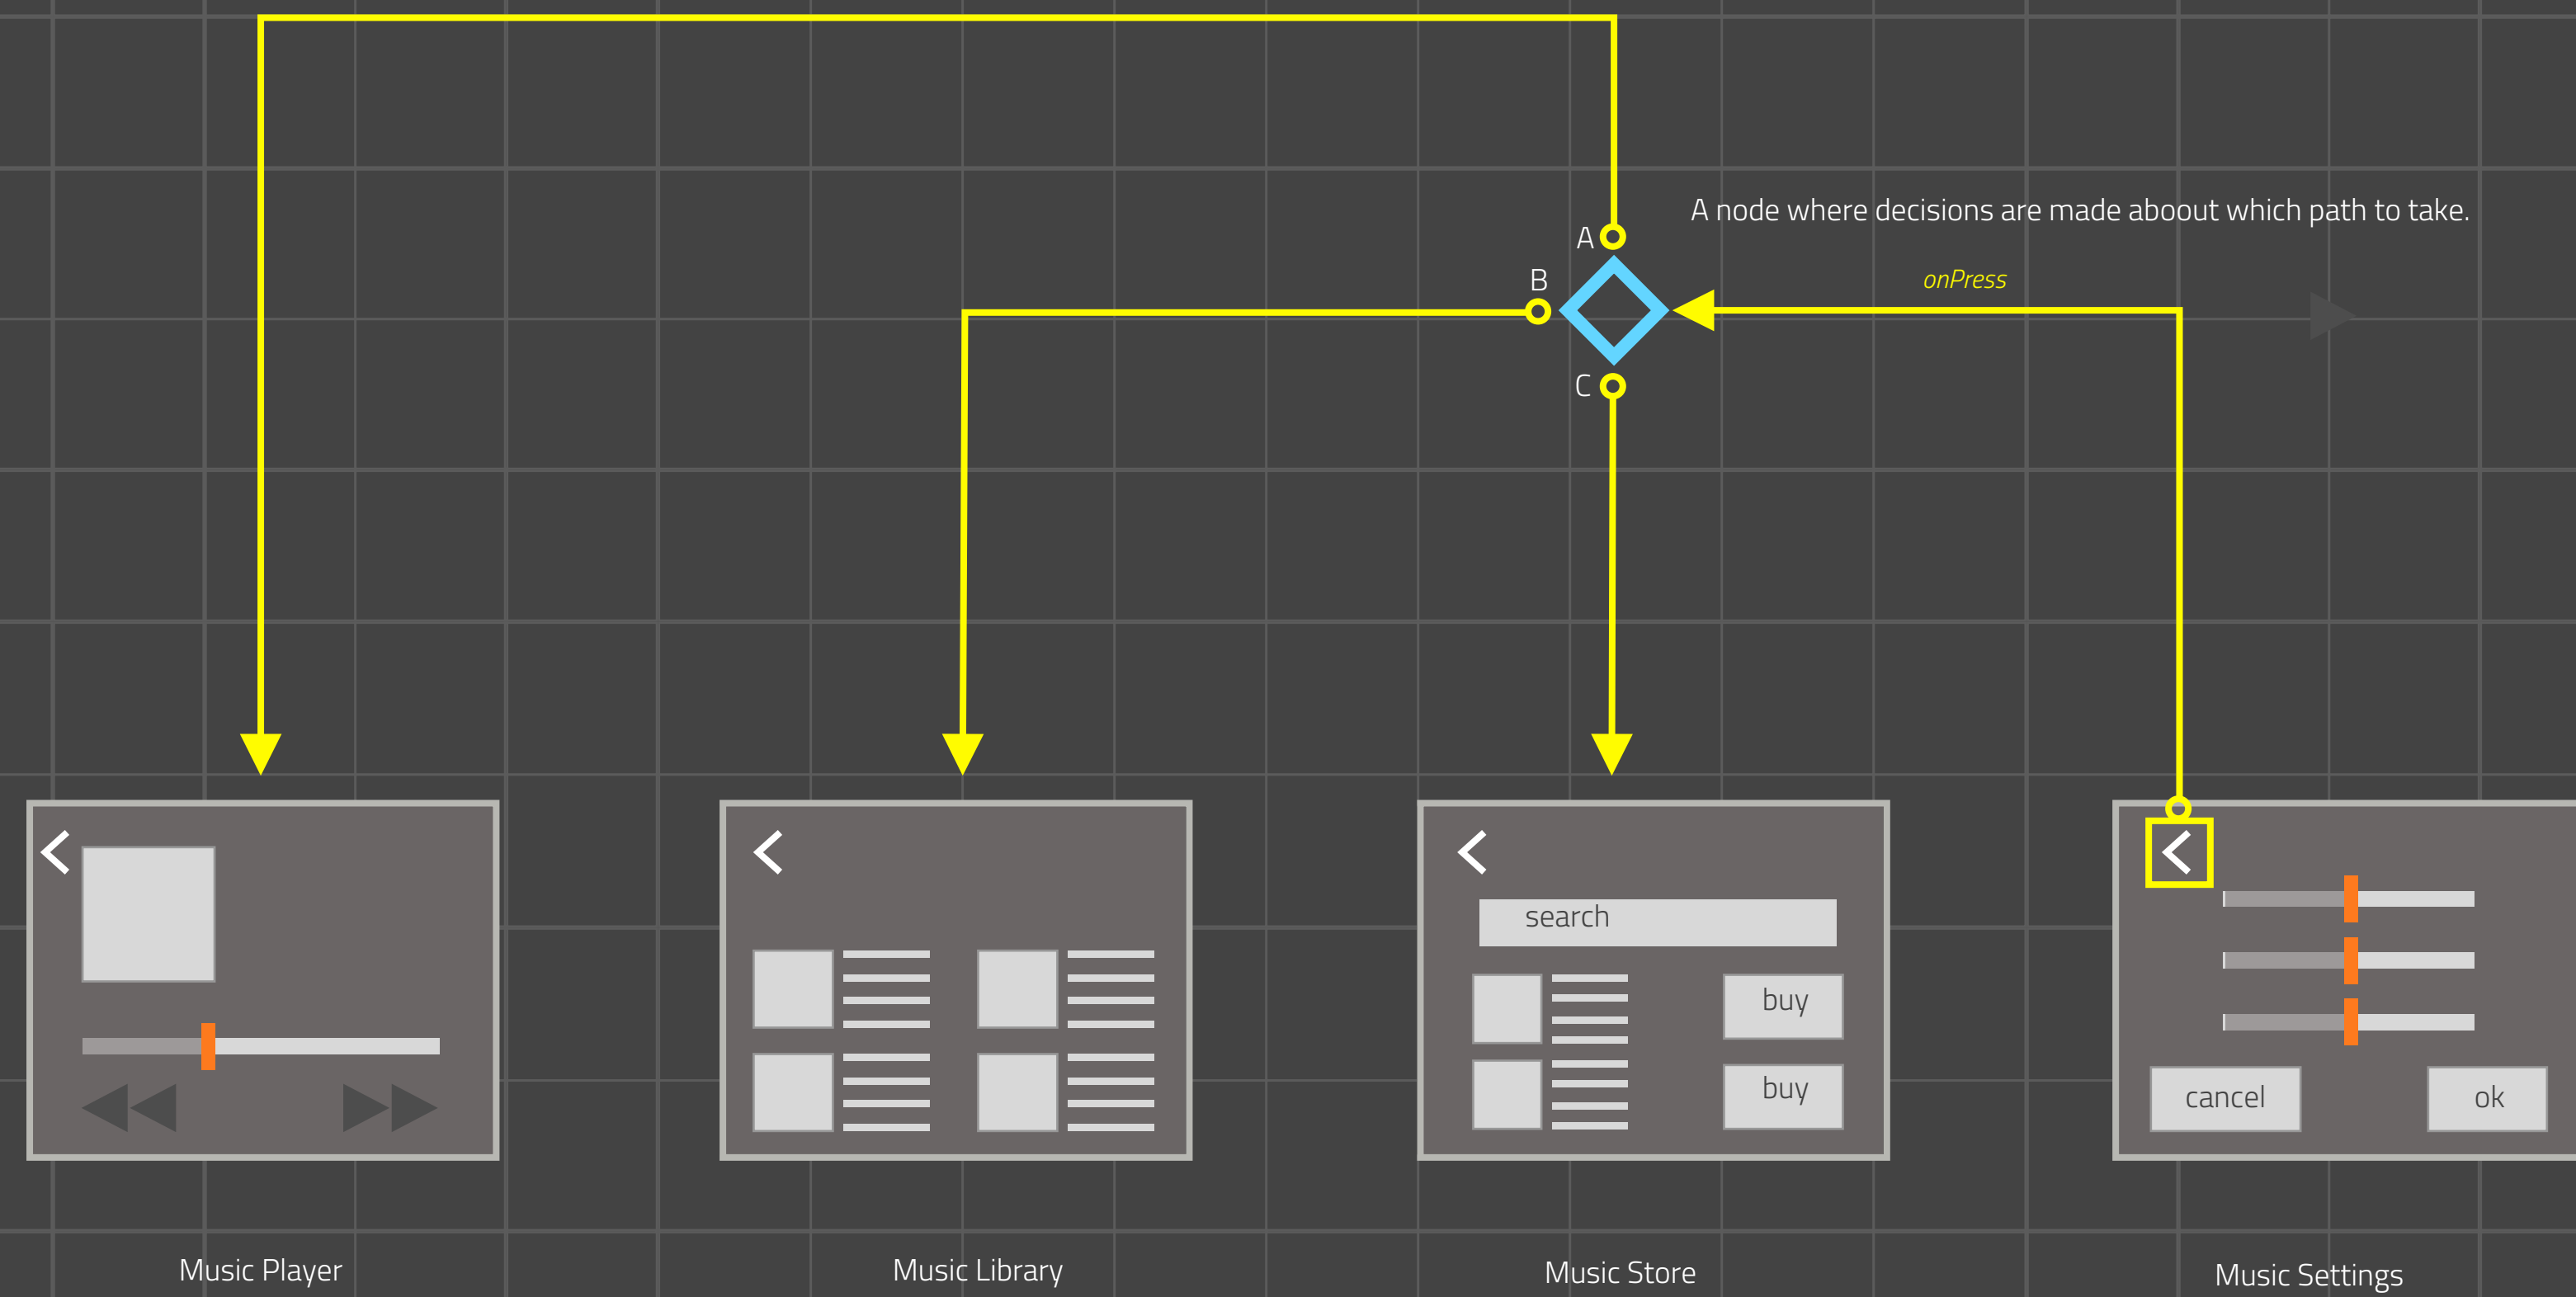 A node where decisions are made aboout which path to take.
A
B
onPress
C
search
buy
buy
cancel
ok
Music Player
Music Library
Music Store
Music Settings